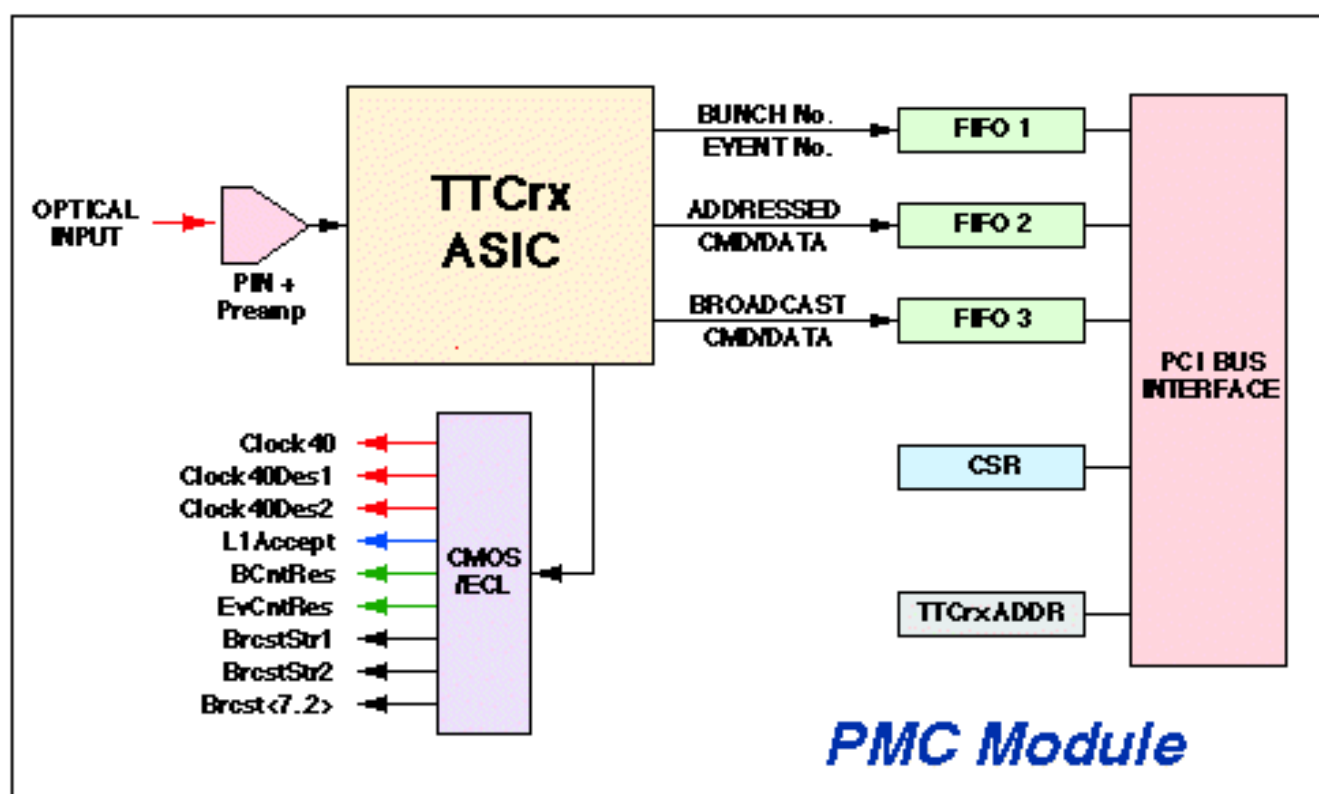 OPTICAL
INPUT
PIN +
Preamp
TTCrx
ASIC
BUNCH No.
EVENT No.
ADDRESSED
CMD/DATA
BROADCAST
CMD/DATA
FIFO 1
FIFO 2
FIFO 3
CSR
TTCrx ADDR
PCI BUS
INTERFACE
CMOS
/ECL
Clock40
Clock40Des1
Clock40Des2
L1Accept
BCntRes
EvCntRes
BrcstStr1
BrcstStr2
Brcst<7.2>
PMC Module